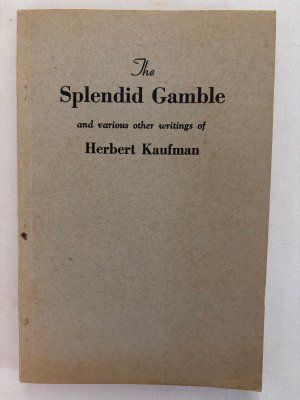 The
Splendid Gamble
and various other writings of
Herbert Kaufman